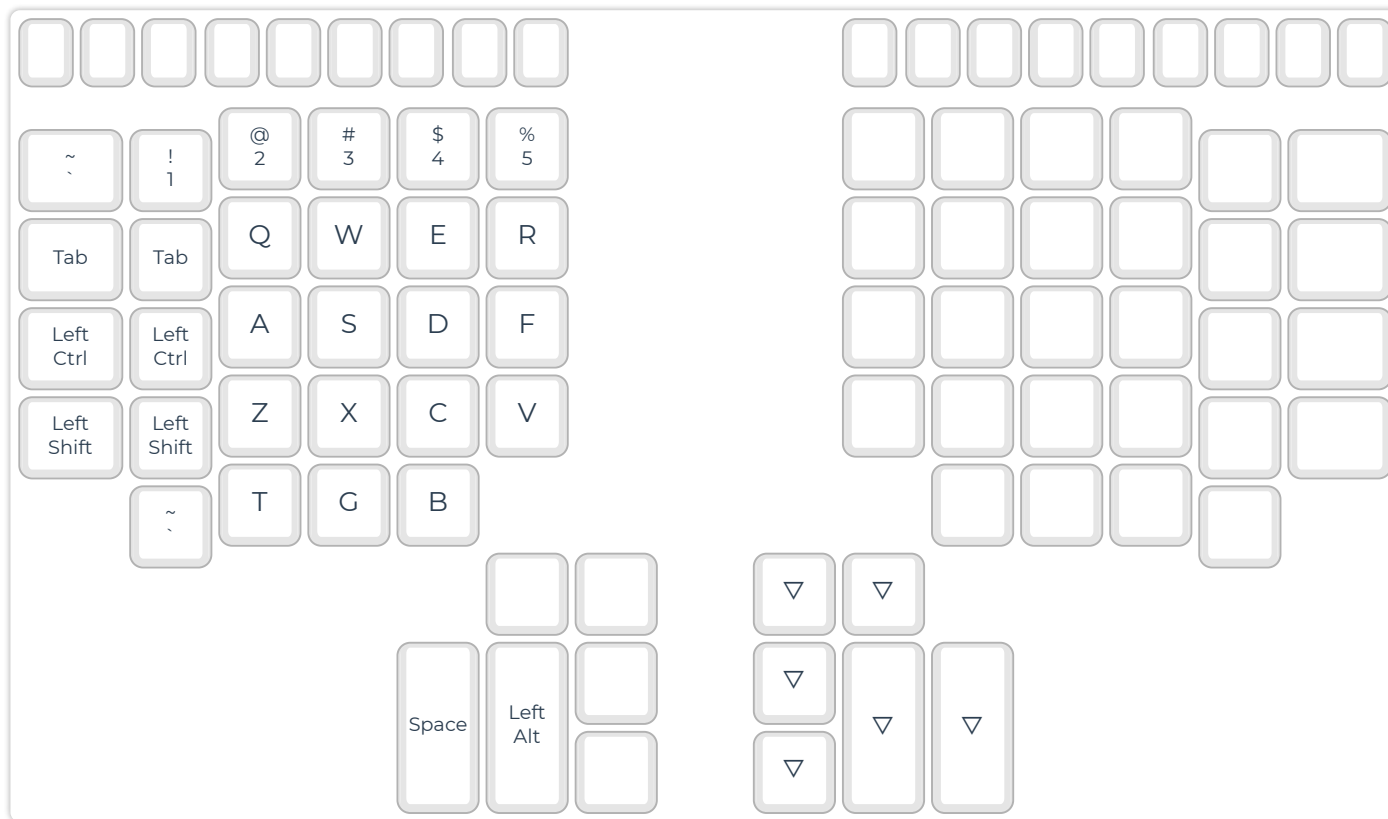 ~
`
!
1
@
2
#
3
$
4
%
5
Tab
Tab
Q
W
E
R
Left
Ctrl
Left
Ctrl
A
S
D
F
Left
Shift
Left
Shift
Z
X
C
V
~
`
T
G
B
▽
▽
▽
Space
Left
Alt
▽
▽
▽